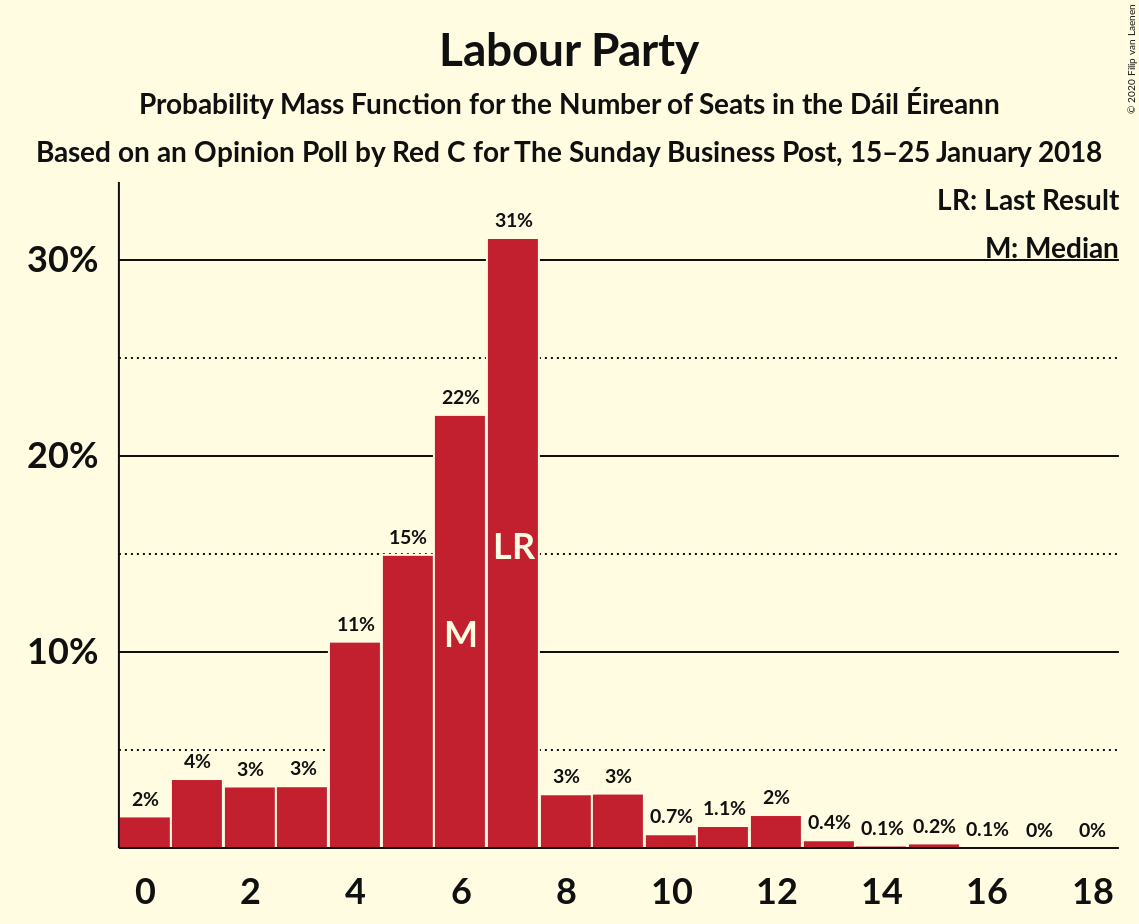 Labour Party
Probability Mass Function for the Number of Seats in the Dáil Éireann
Based on an Opinion Poll by Red C for The Sunday Business Post, 15–25 January 2018
© 2020 Filip van Laenen
LR: Last Result
M: Median
30%
20%
10%
2%
4%
3%
3%
11%
15%
22%
31%
3%
3%
0.7%
1.1%
2%
0.4%
0.1%
0.2%
0.1%
0%
0%
LR
M
0 2 4 6 8 10 12 14 16 18